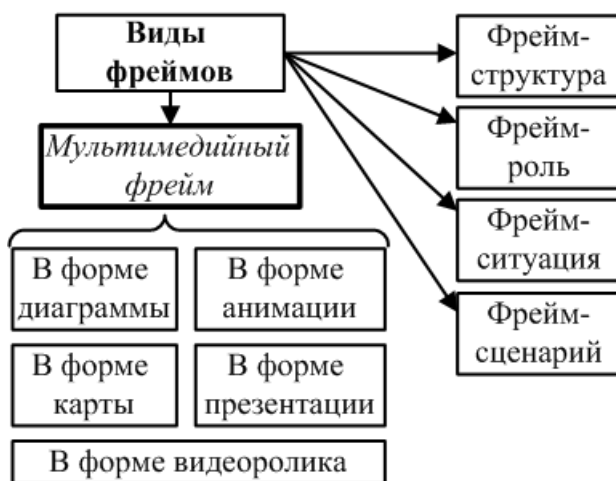 Виды
фреймов
Мультимедийный
фрейм
В форме
диаграммы
В форме
анимации
В форме
карты
В форме
презентации
В форме видеоролика
Фрейм-
структура
Фрейм-
роль
Фрейм-
ситуация
Фрейм-
сценарий